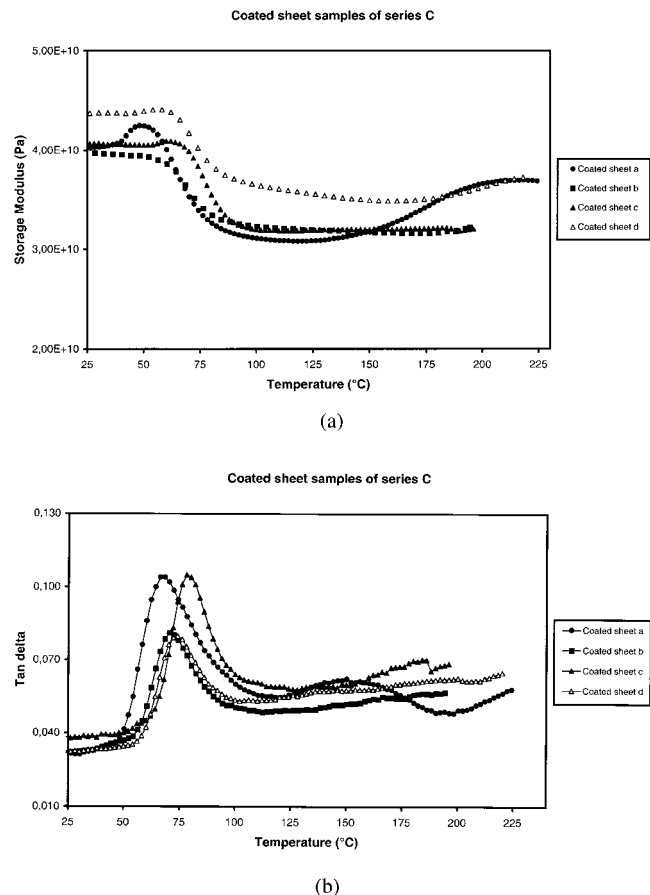 Coated sheet samples of series C
5,00E+10
4,00E+10
3,00E+10
2,00E+10
Storage Modulus (Pa)
25 50 75 100 125 150 175 200 225
Temperature (°C)
Coated sheet a
Coated sheet b
Coated sheet c
Coated sheet d
(a)
Coated sheet samples of series C
0,130
0,100
0,070
0,040
0,010
Tan delta
25 50 75 100 125 150 175 200 225
Temperature (°C)
Coated sheet a
Coated sheet b
Coated sheet c
Coated sheet d
(b)